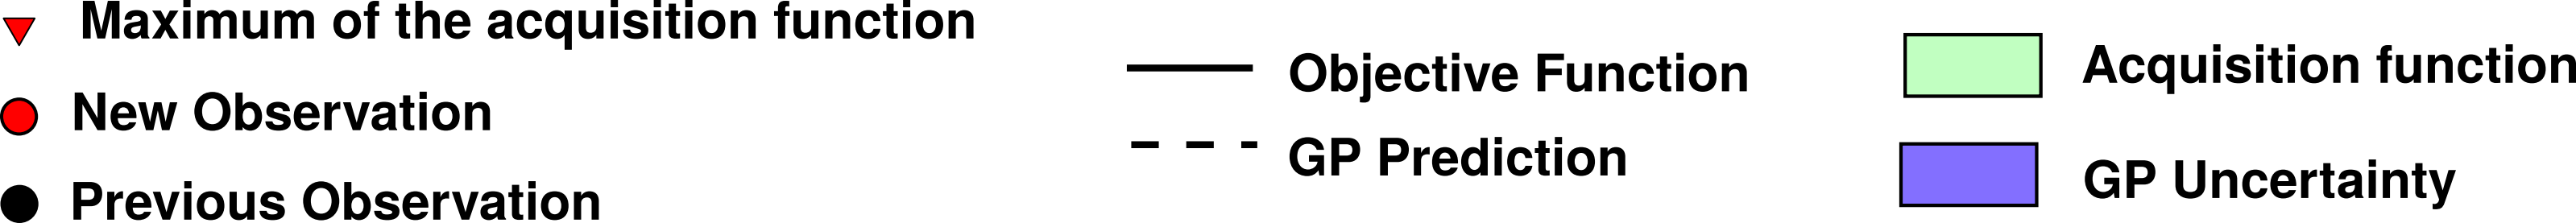 Maximum of the acquisition function
New Observation
Previous Observation
Objective Function
GP Prediction
Acquisition function
GP Uncertainty